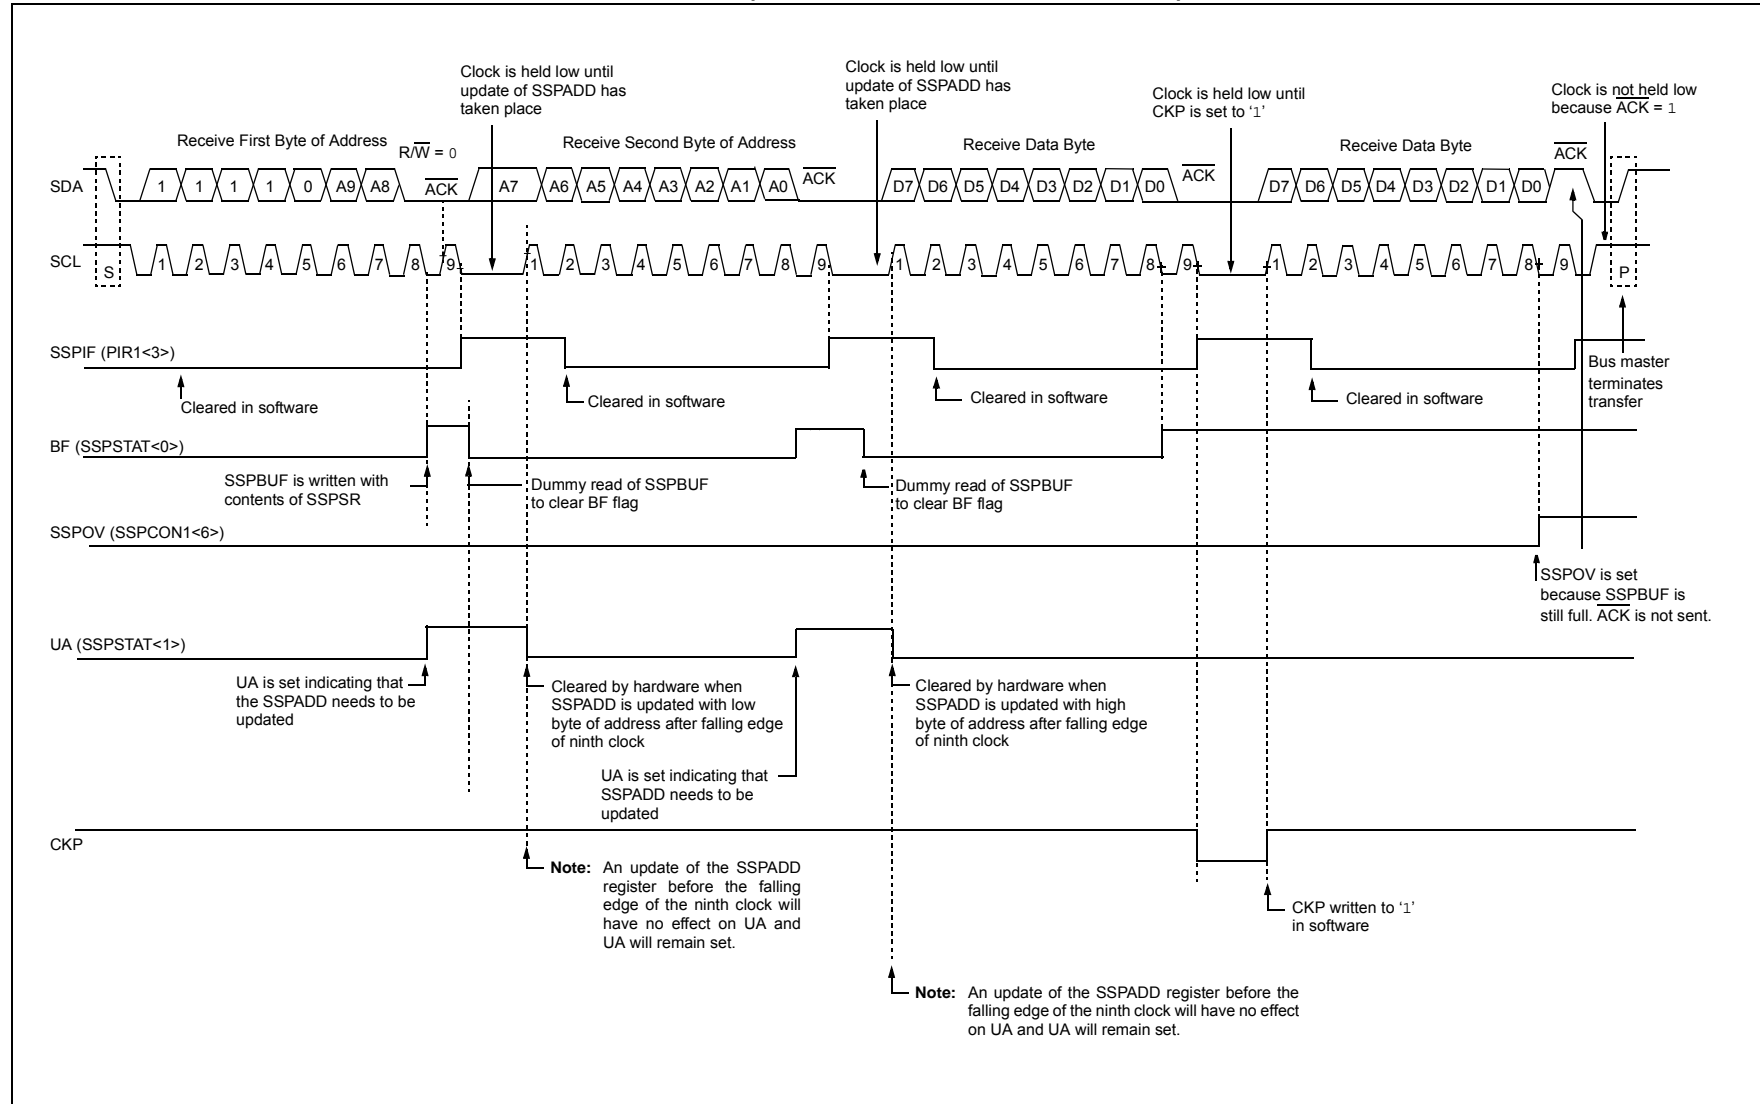 Clock is held low until
update of SSPADD has
taken place
Clock is held low until
update of SSPADD has
taken place
Clock is held low until
CKP is set to ‘1’
Clock is not held low
because ACK = 1
Receive First Byte of Address
R/W = 0
ACK
Receive Second Byte of Address
ACK
Receive Data Byte
ACK
Receive Data Byte
ACK
SDA
1 1 1 1 0 A9 A8
A7 A6 A5 A4 A3 A2 A1 A0
D7 D6 D5 D4 D3 D2 D1 D0
D7 D6 D5 D4 D3 D2 D1 D0
SCL
S
1 2 3 4 5 6 7 8 9
1 2 3 4 5 6 7 8 9
1 2 3 4 5 6 7 8 9
1 2 3 4 5 6 7 8 9
P
SSPIF (PIR1<3>)
Cleared in software
Cleared in software
Cleared in software
Cleared in software
Bus master
terminates
transfer
BF (SSPSTAT<0>)
SSPBUF is written with
contents of SSPSR
Dummy read of SSPBUF
to clear BF flag
Dummy read of SSPBUF
to clear BF flag
SSPOV (SSPCON1<6>)
SSPOV is set
because SSPBUF is
still full. ACK is not sent.
UA (SSPSTAT<1>)
UA is set indicating that
the SSPADD needs to be
updated
Cleared by hardware when
SSPADD is updated with low
byte of address after falling edge
of ninth clock
UA is set indicating that
SSPADD needs to be
updated
Cleared by hardware when
SSPADD is updated with high
byte of address after falling edge
of ninth clock
CKP
Note: An update of the SSPADD
register before the falling
edge of the ninth clock will
have no effect on UA and
UA will remain set.
CKP written to ‘1’
in software
Note: An update of the SSPADD register before the
falling edge of the ninth clock will have no effect
on UA and UA will remain set.